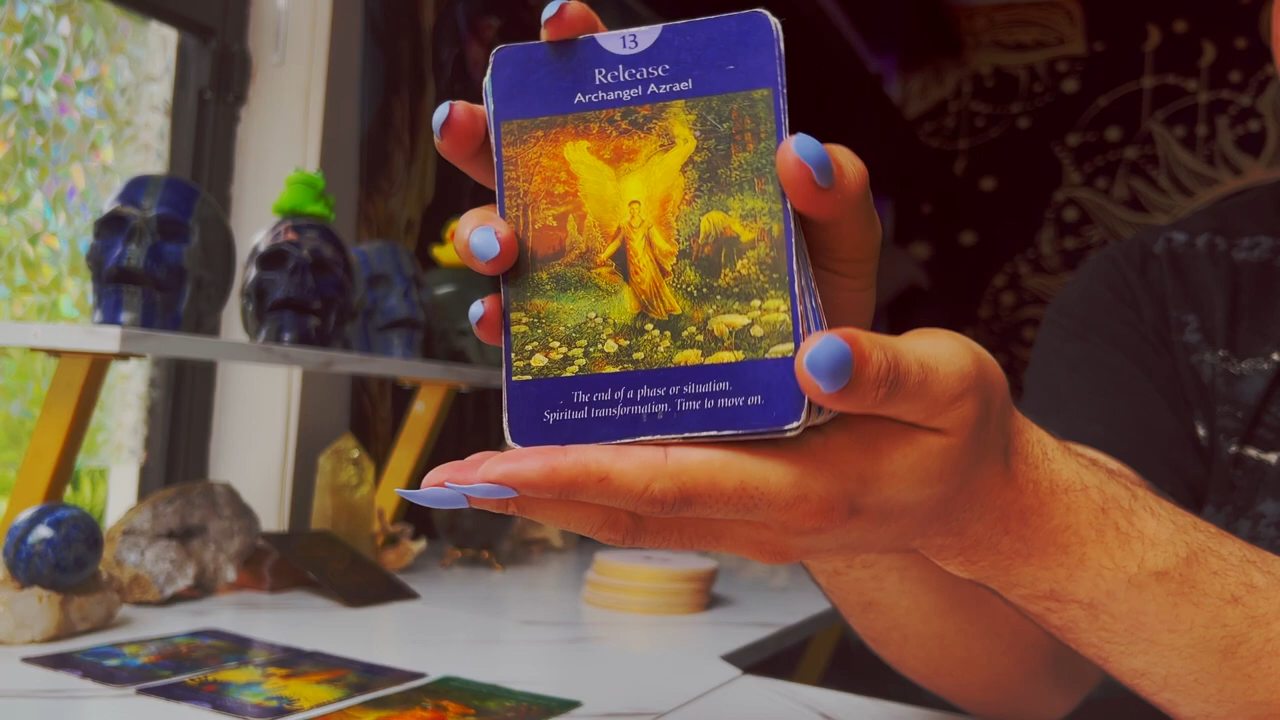 13
Release
Archangel Azrael
The end of a phase or situation.
Spiritual transformation. Time to move on.